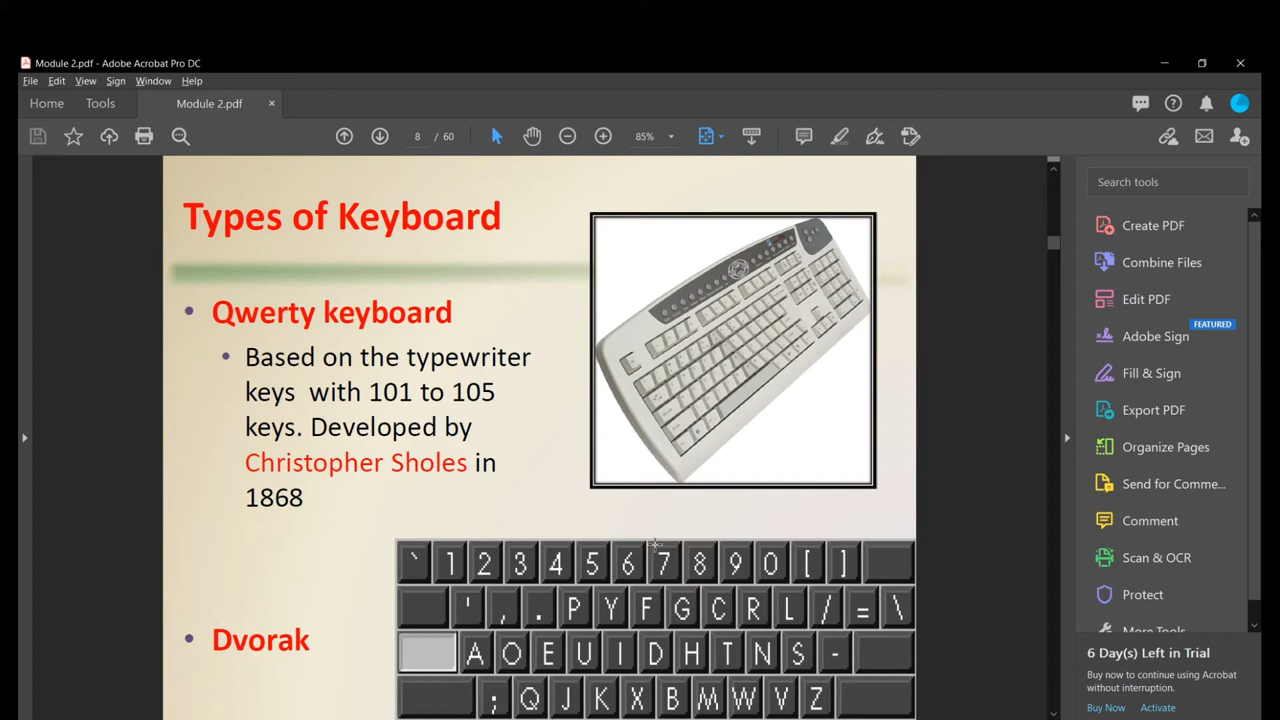 Module 2.pdf - Adobe Acrobat Pro DC
File Edit View Sign Window Help
Home Tools Module 2.pdf ×
8 / 60 85%
Search tools
Types of Keyboard
Qwerty keyboard
Based on the typewriter
keys with 101 to 105
keys. Developed by
Christopher Sholes in
1868
` 1 2 3 4 5 6 7 8 9 0 [ ]
' , . P Y F G C R L / = \
Dvorak
A O E U I D H T N S -
; Q J K X B M W V Z
Create PDF
Combine Files
Edit PDF
FEATURED
Adobe Sign
Fill & Sign
Export PDF
Organize Pages
Send for Comme...
Comment
Scan & OCR
Protect
More Tools
6 Day(s) Left in Trial
Buy now to continue using Acrobat
without interruption.
Buy Now Activate